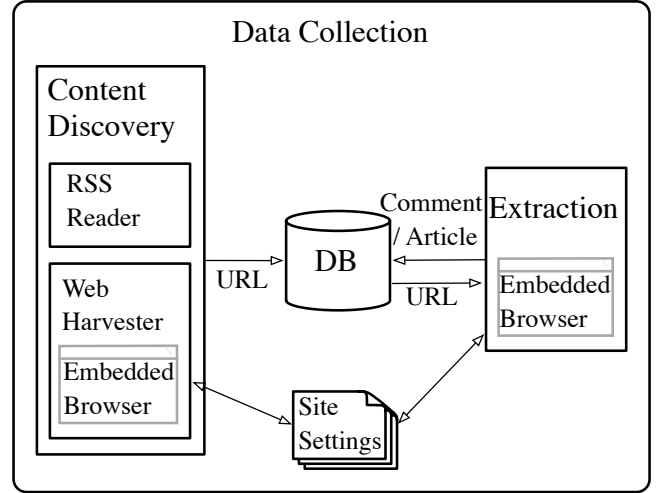 Data Collection
Content
Discovery
RSS
Reader
Web
Harvester
Embedded
Browser
URL
DB
Comment
/ Article
URL
Extraction
Embedded
Browser
Site
Settings